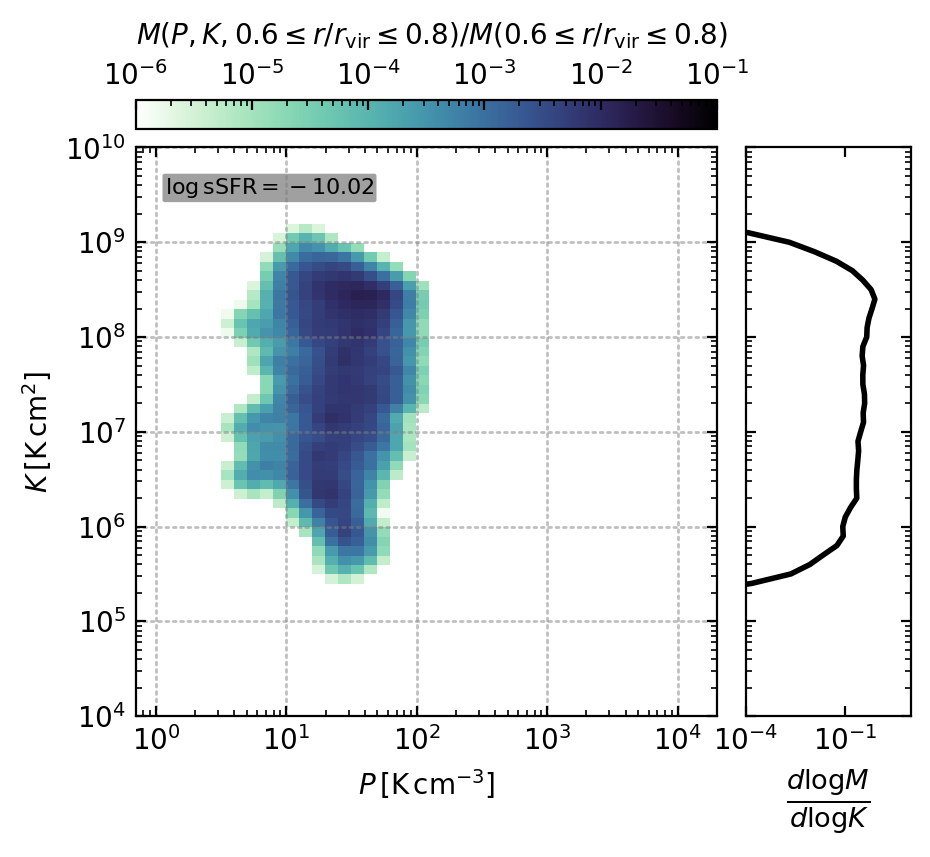 M(P, K, 0.6 ≤ r/r_vir ≤ 0.8)/M(0.6 ≤ r/r_vir ≤ 0.8)
10^−6 10^−5 10^−4 10^−3 10^−2 10^−1
10^10
log sSFR = −10.02
10^9
10^8
10^7
10^6
10^5
10^4
K [K cm^2]
10^0 10^1 10^2 10^3 10^4
10^−4 10^−1
P [K cm^−3]
dlogM
dlogK